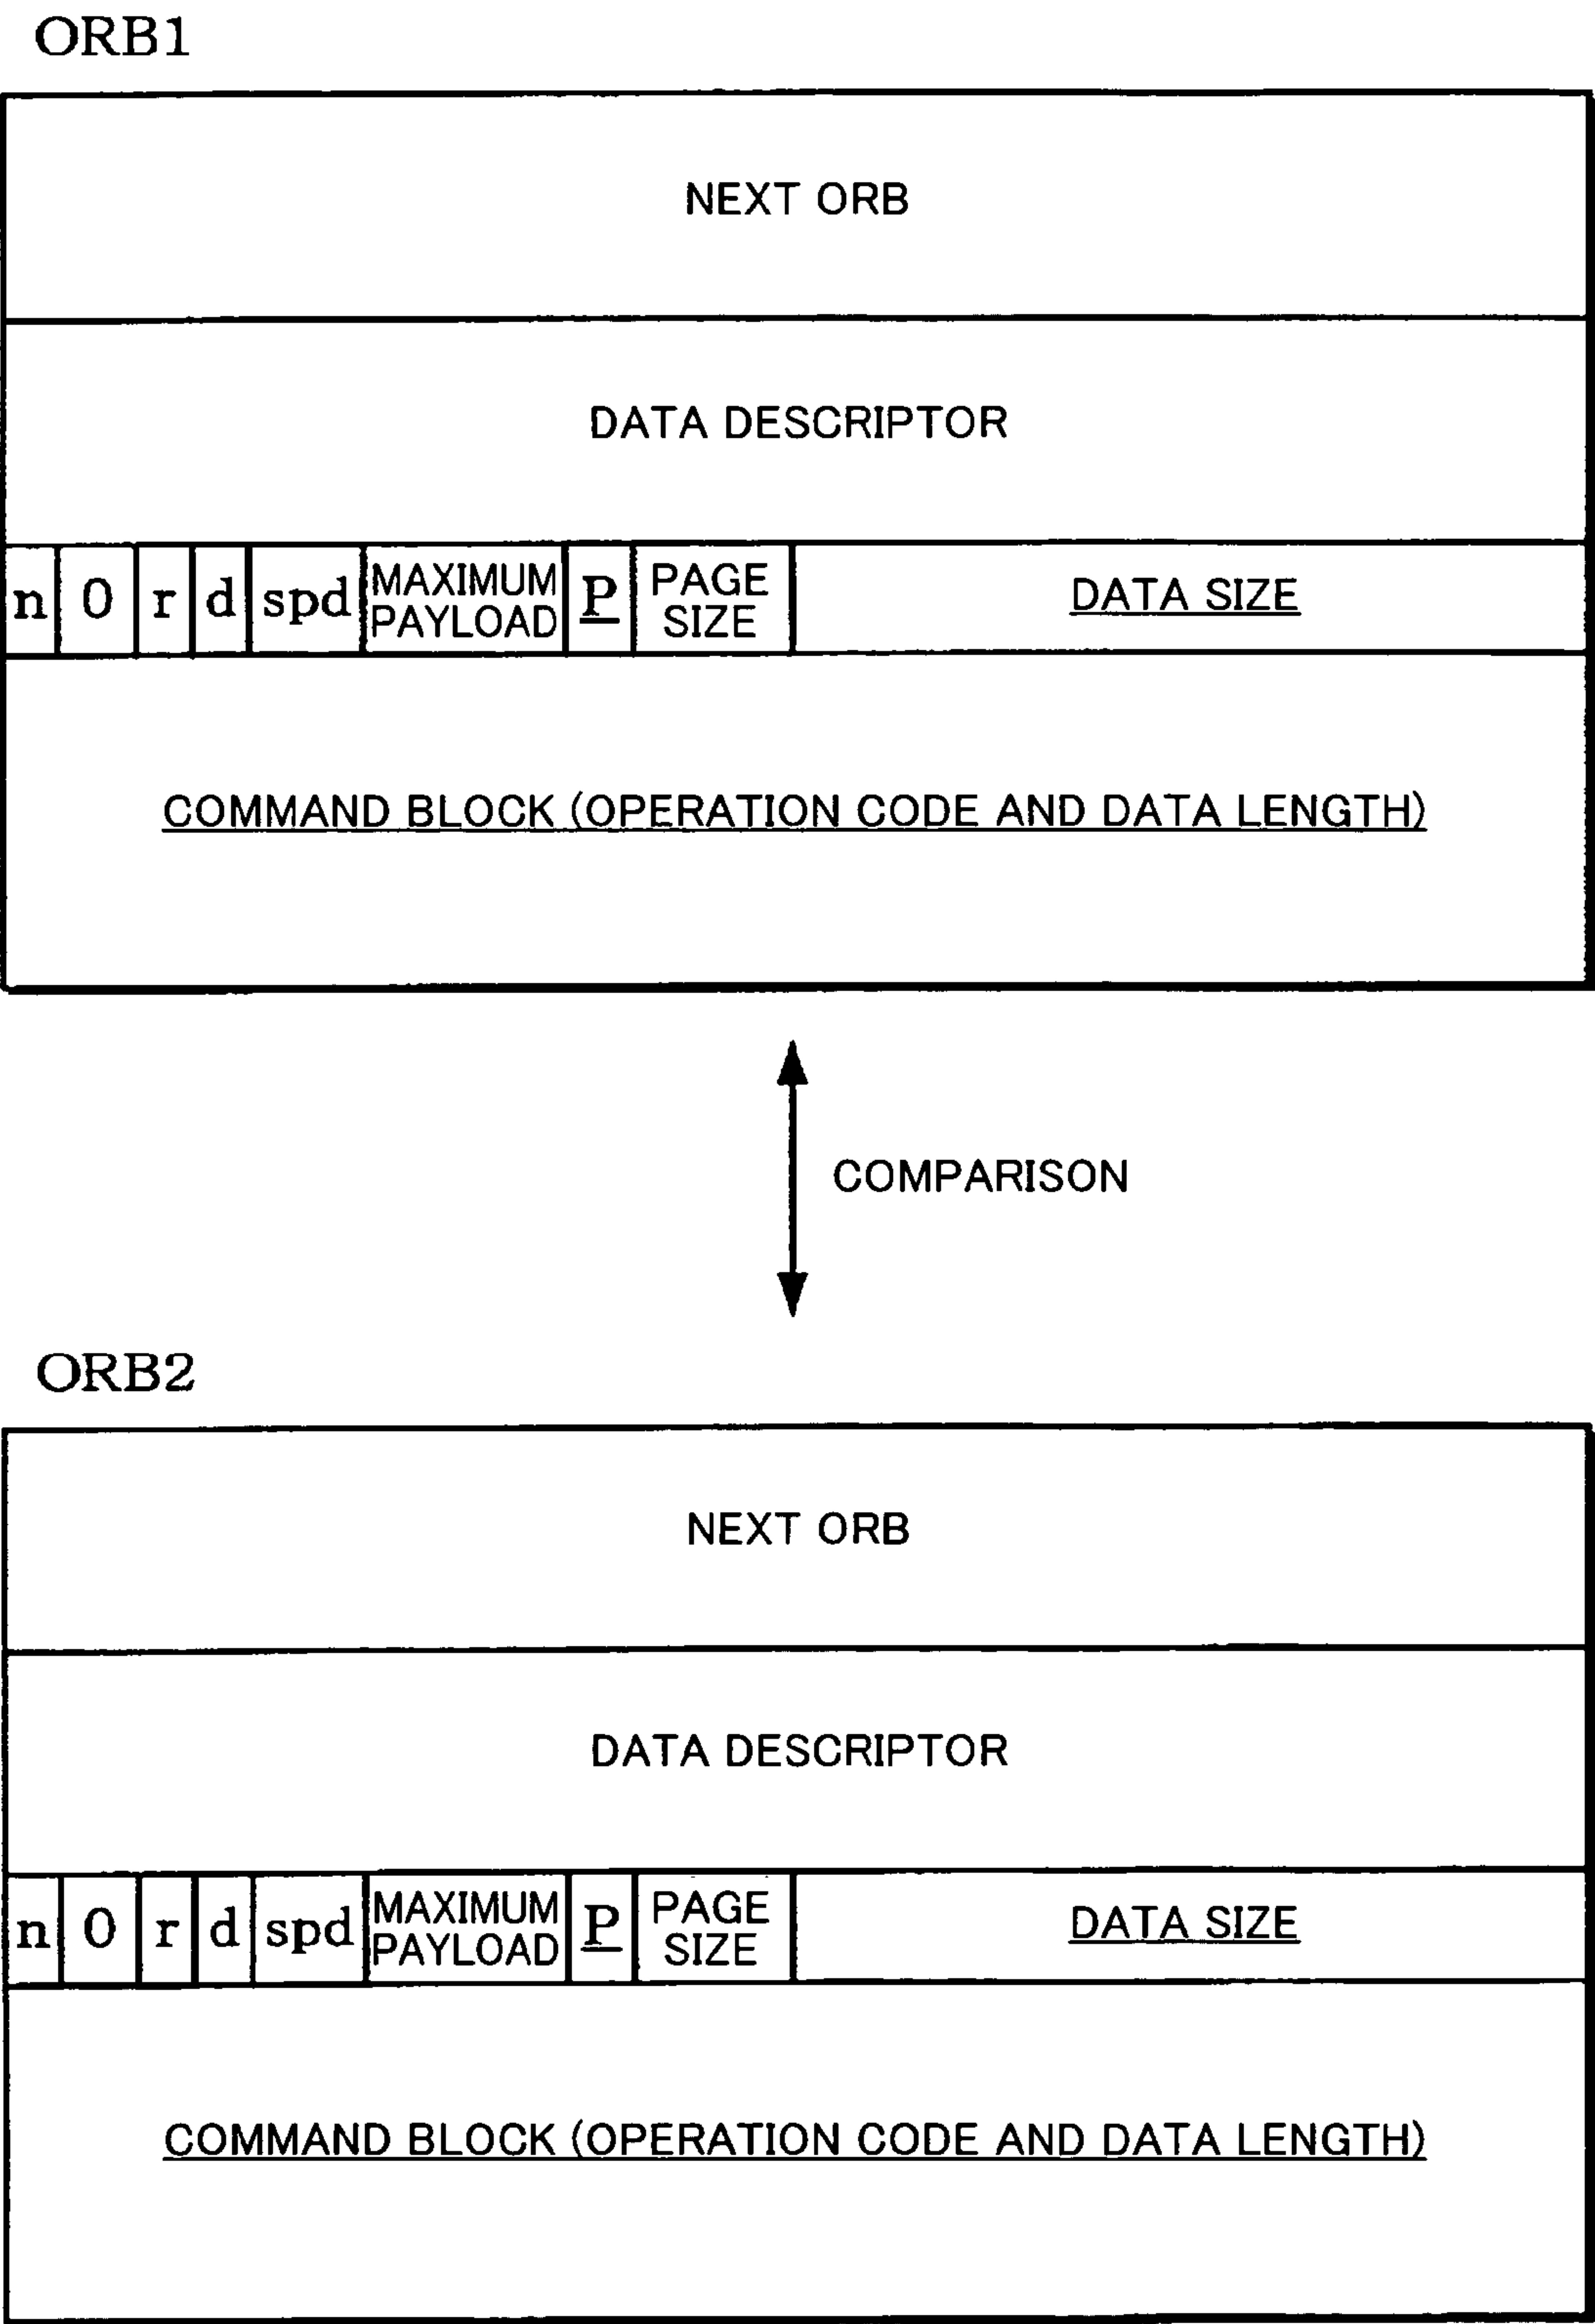 ORB1
NEXT ORB
DATA DESCRIPTOR
n 0 r d spd MAXIMUM PAYLOAD P PAGE SIZE DATA SIZE
COMMAND BLOCK (OPERATION CODE AND DATA LENGTH)
COMPARISON
ORB2
NEXT ORB
DATA DESCRIPTOR
n 0 r d spd MAXIMUM PAYLOAD P PAGE SIZE DATA SIZE
COMMAND BLOCK (OPERATION CODE AND DATA LENGTH)